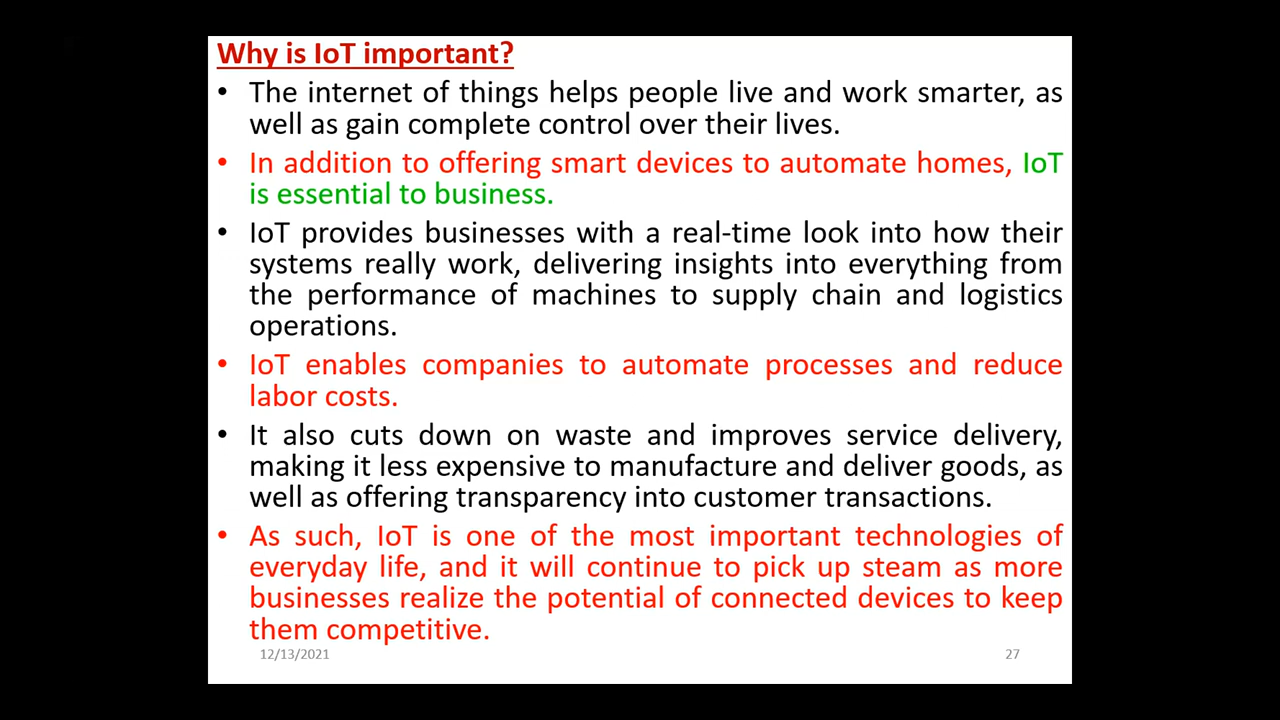 Why is IoT important?
• The internet of things helps people live and work smarter, as
well as gain complete control over their lives.
• In addition to offering smart devices to automate homes, IoT
is essential to business.
• IoT provides businesses with a real-time look into how their
systems really work, delivering insights into everything from
the performance of machines to supply chain and logistics
operations.
• IoT enables companies to automate processes and reduce
labor costs.
• It also cuts down on waste and improves service delivery,
making it less expensive to manufacture and deliver goods, as
well as offering transparency into customer transactions.
• As such, IoT is one of the most important technologies of
everyday life, and it will continue to pick up steam as more
businesses realize the potential of connected devices to keep
them competitive.
12/13/2021 27